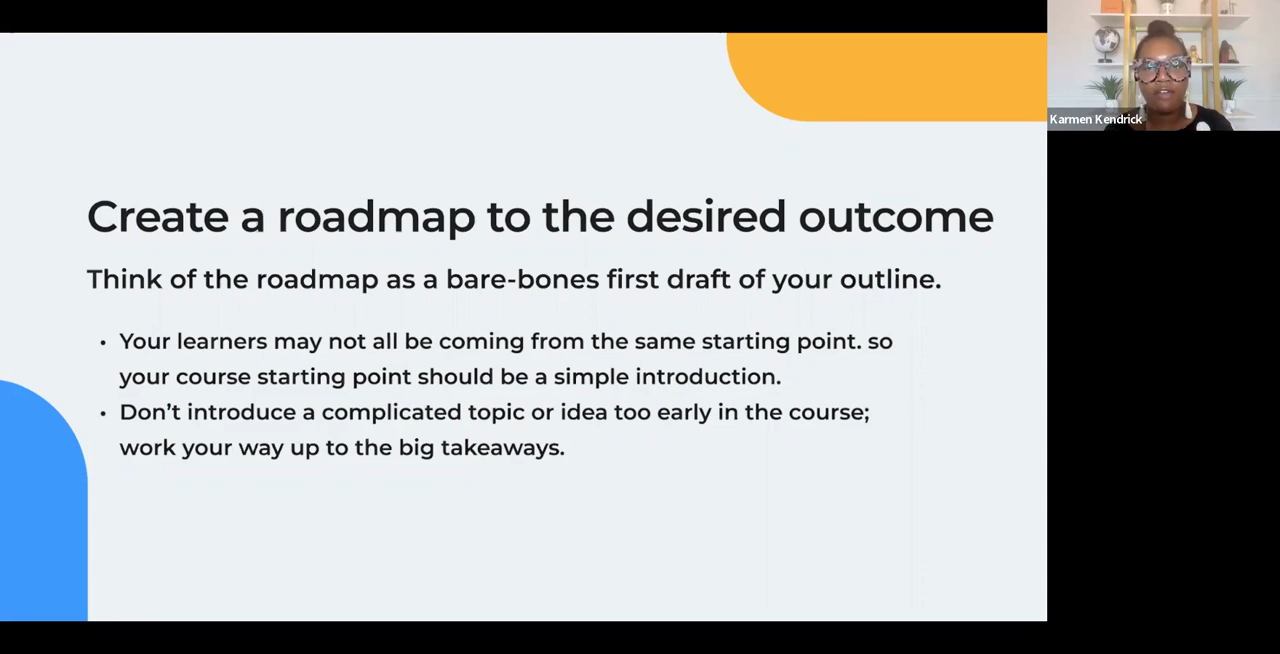 Create a roadmap to the desired outcome
Think of the roadmap as a bare-bones first draft of your outline.
• Your learners may not all be coming from the same starting point. so
your course starting point should be a simple introduction.
• Don’t introduce a complicated topic or idea too early in the course;
work your way up to the big takeaways.
Karmen Kendrick